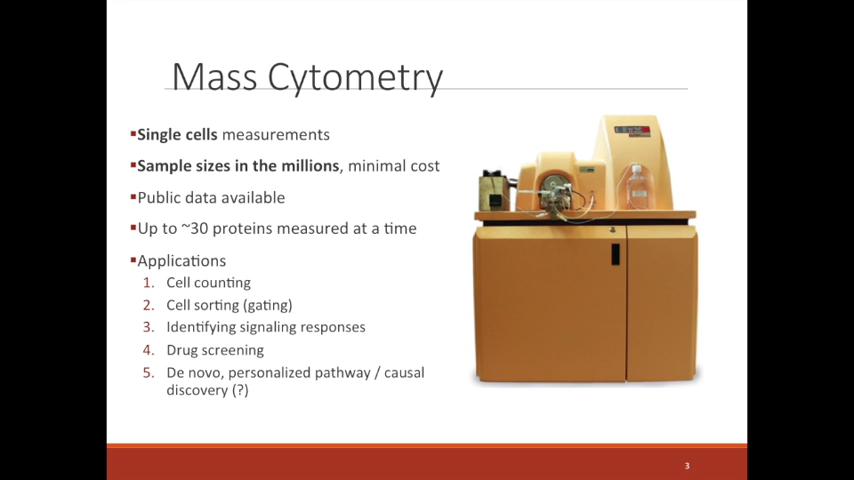 Mass Cytometry
▪Single cells measurements
▪Sample sizes in the millions, minimal cost
▪Public data available
▪Up to ~30 proteins measured at a time
▪Applications
1. Cell counting
2. Cell sorting (gating)
3. Identifying signaling responses
4. Drug screening
5. De novo, personalized pathway / causal
discovery (?)
3